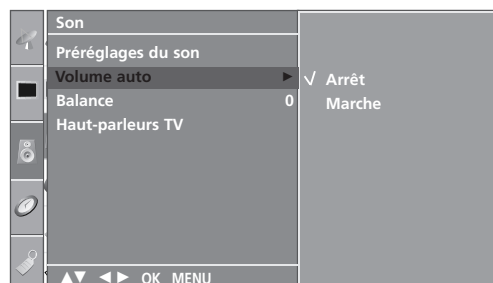 Son
Préréglages du son
Volume auto ►
Balance 0
Haut-parleurs TV
√ Arrêt
Marche
▲▼ ◄► OK MENU